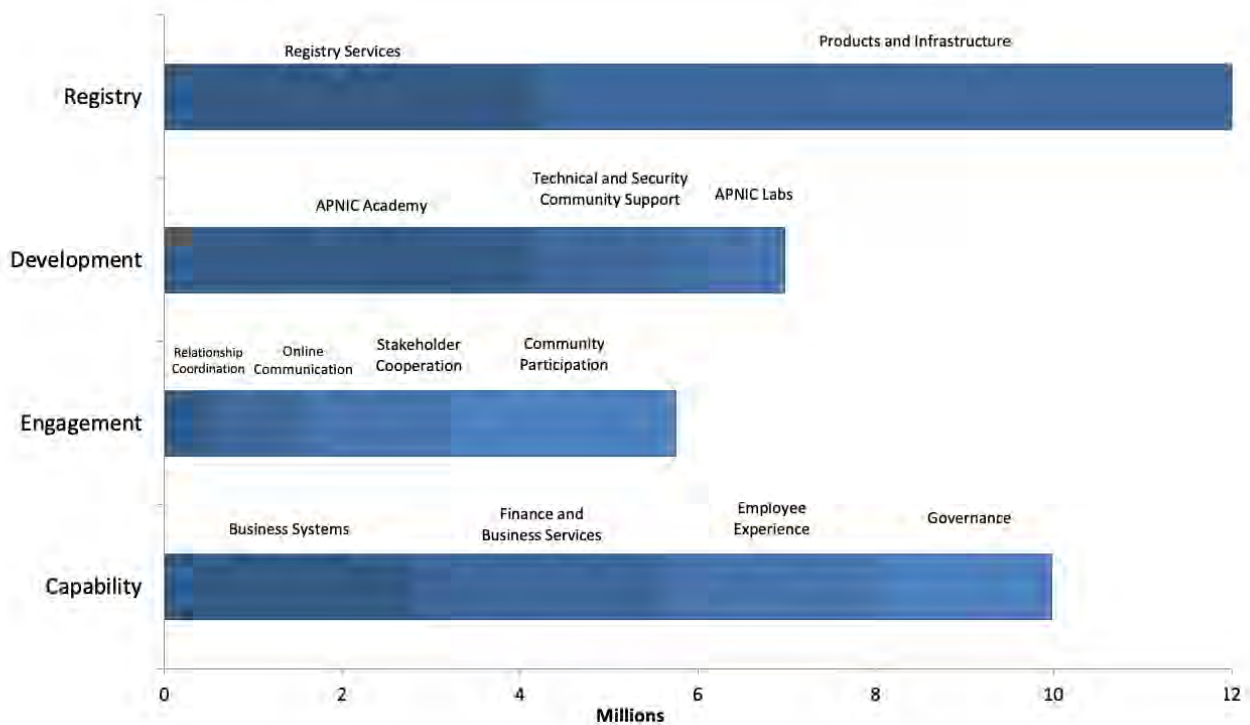 Registry Services
Products and Infrastructure
Registry
Technical and Security
Community Support
APNIC Labs
APNIC Academy
Development
Relationship
Coordination
Online
Communication
Stakeholder
Cooperation
Community
Participation
Engagement
Business Systems
Finance and
Business Services
Employee
Experience
Governance
Capability
0 2 4 6 8 10 12
Millions